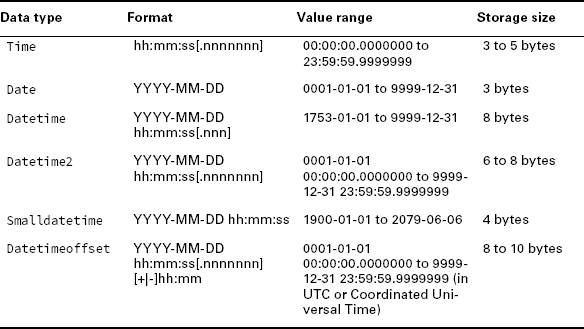 Data type Format Value range Storage size
Time hh:mm:ss[.nnnnnnn] 00:00:00.0000000 to 3 to 5 bytes
23:59:59.9999999
Date YYYY-MM-DD 0001-01-01 to 9999-12-31 3 bytes
Datetime YYYY-MM-DD 1753-01-01 to 9999-12-31 8 bytes
hh:mm:ss[.nnn]
Datetime2 YYYY-MM-DD 0001-01-01 6 to 8 bytes
hh:mm:ss[.nnnnnnn] 00:00:00.0000000 to 9999-
12-31 23:59:59.9999999
Smalldatetime YYYY-MM-DD hh:mm:ss 1900-01-01 to 2079-06-06 4 bytes
Datetimeoffset YYYY-MM-DD 0001-01-01 8 to 10 bytes
hh:mm:ss[.nnnnnnn] 00:00:00.0000000 to 9999-
[+|-]hh:mm 12-31 23:59:59.9999999 (in
UTC or Coordinated Uni-
versal Time)